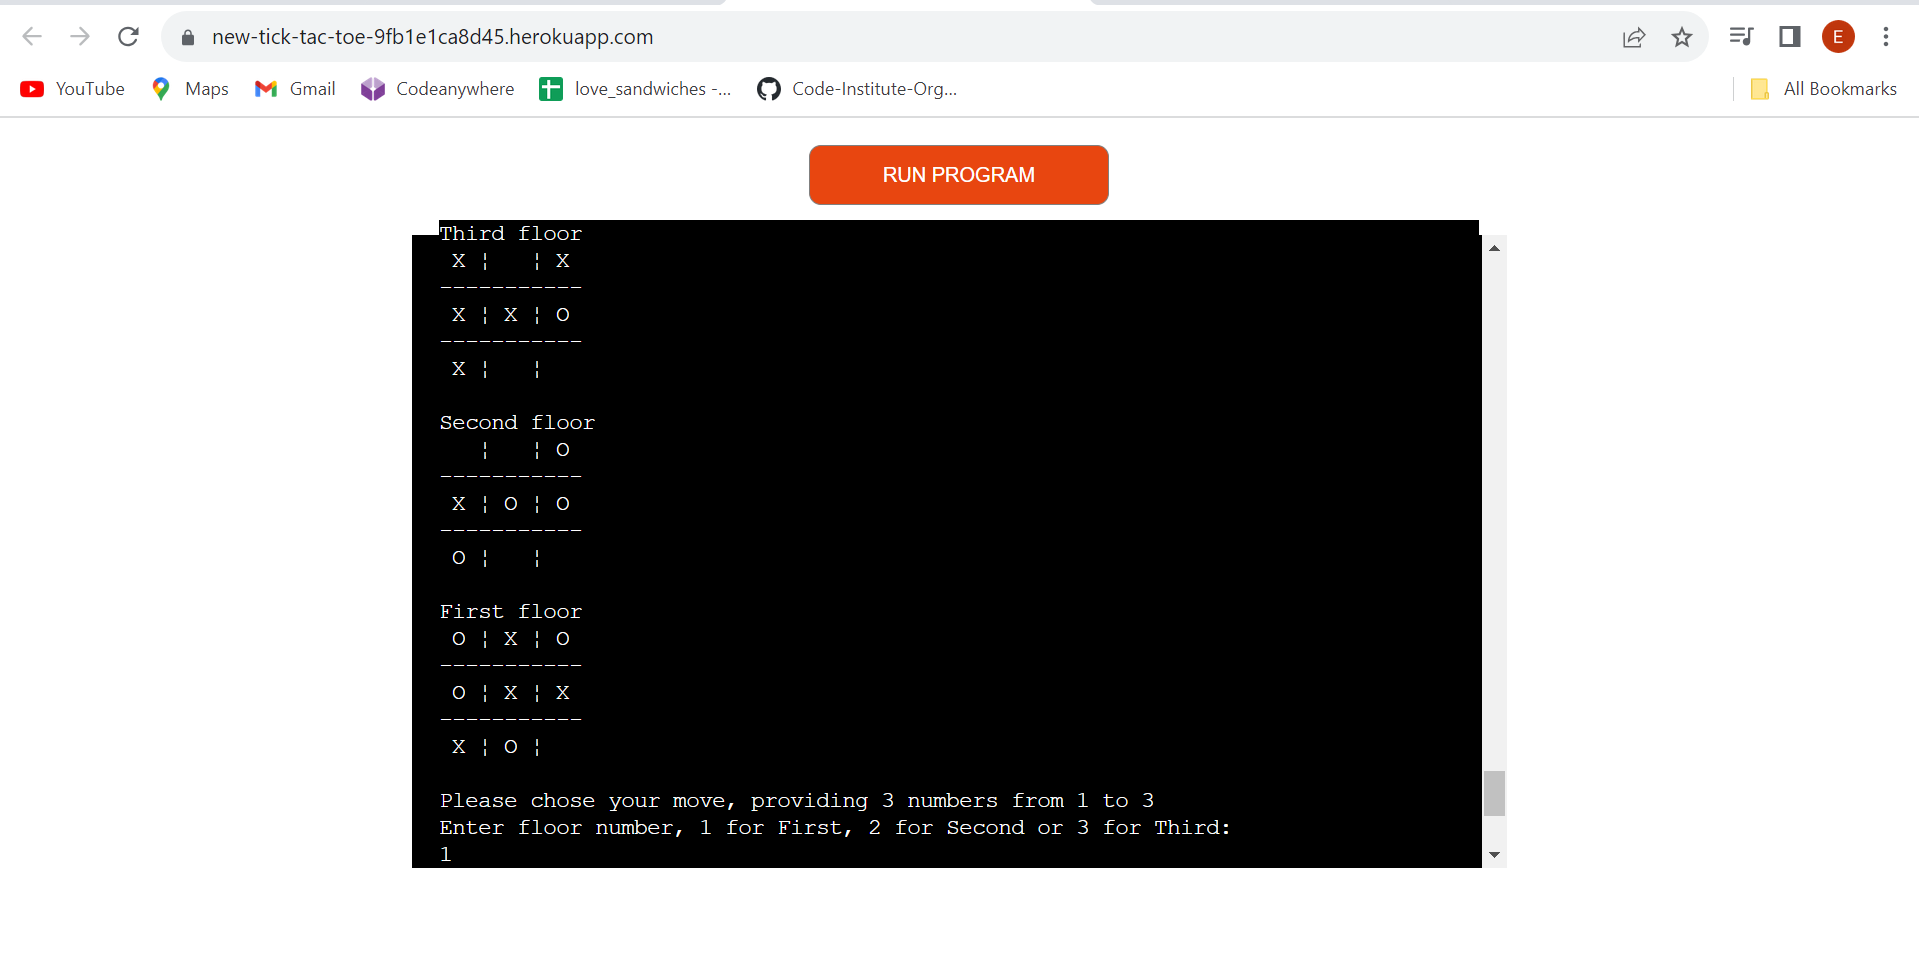 new-tick-tac-toe-9fb1e1ca8d45.herokuapp.com
E
YouTube Maps Gmail Codeanywhere love_sandwiches -... Code-Institute-Org... All Bookmarks
RUN PROGRAM
Third floor
X ¦   ¦ X
-----------
X ¦ X ¦ O
-----------
X ¦   ¦
Second floor
  ¦   ¦ O
-----------
X ¦ O ¦ O
-----------
O ¦   ¦
First floor
O ¦ X ¦ O
-----------
O ¦ X ¦ X
-----------
X ¦ O ¦
Please chose your move, providing 3 numbers from 1 to 3
Enter floor number, 1 for First, 2 for Second or 3 for Third:
1